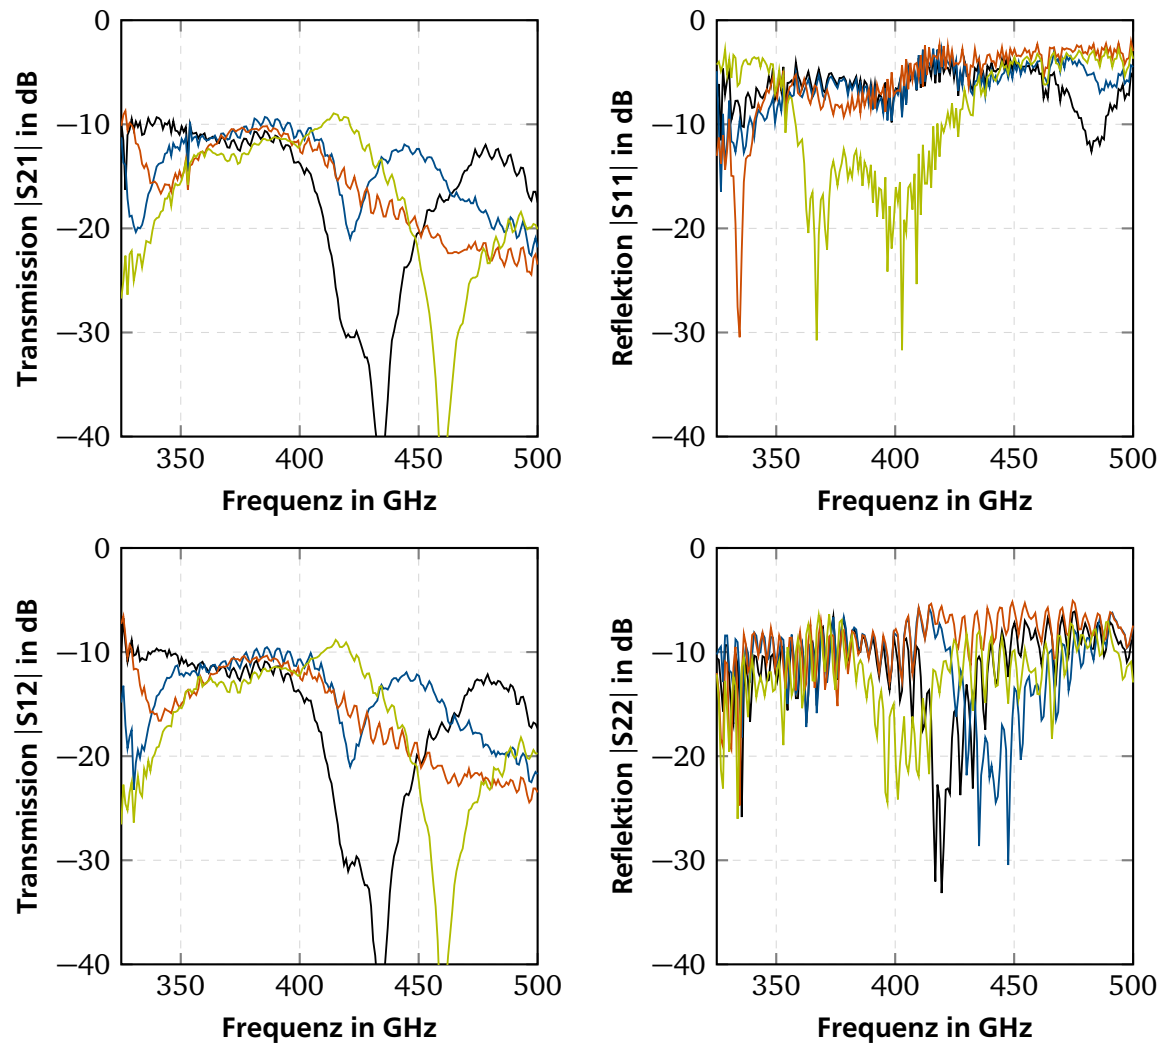 0
−10
−20
−30
−40
350 400 450 500
Frequenz in GHz
Transmission |S21| in dB
0
−10
−20
−30
−40
350 400 450 500
Frequenz in GHz
Reflektion |S11| in dB
0
−10
−20
−30
−40
350 400 450 500
Frequenz in GHz
Transmission |S12| in dB
0
−10
−20
−30
−40
350 400 450 500
Frequenz in GHz
Reflektion |S22| in dB